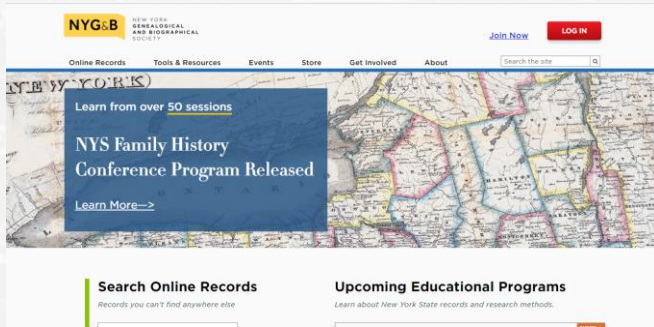 NYG&B
NEW YORK
GENEALOGICAL
AND BIOGRAPHICAL
SOCIETY
Join Now
LOG IN
Online Records Tools & Resources Events Store Get Involved About
Search the site
NEW YORK)
Learn from over 50 sessions
NYS Family History
Conference Program Released
Learn More—>
ONTARIO
HAMILTON
Search Online Records
Records you can't find anywhere else
Upcoming Educational Programs
Learn about New York State records and research methods.